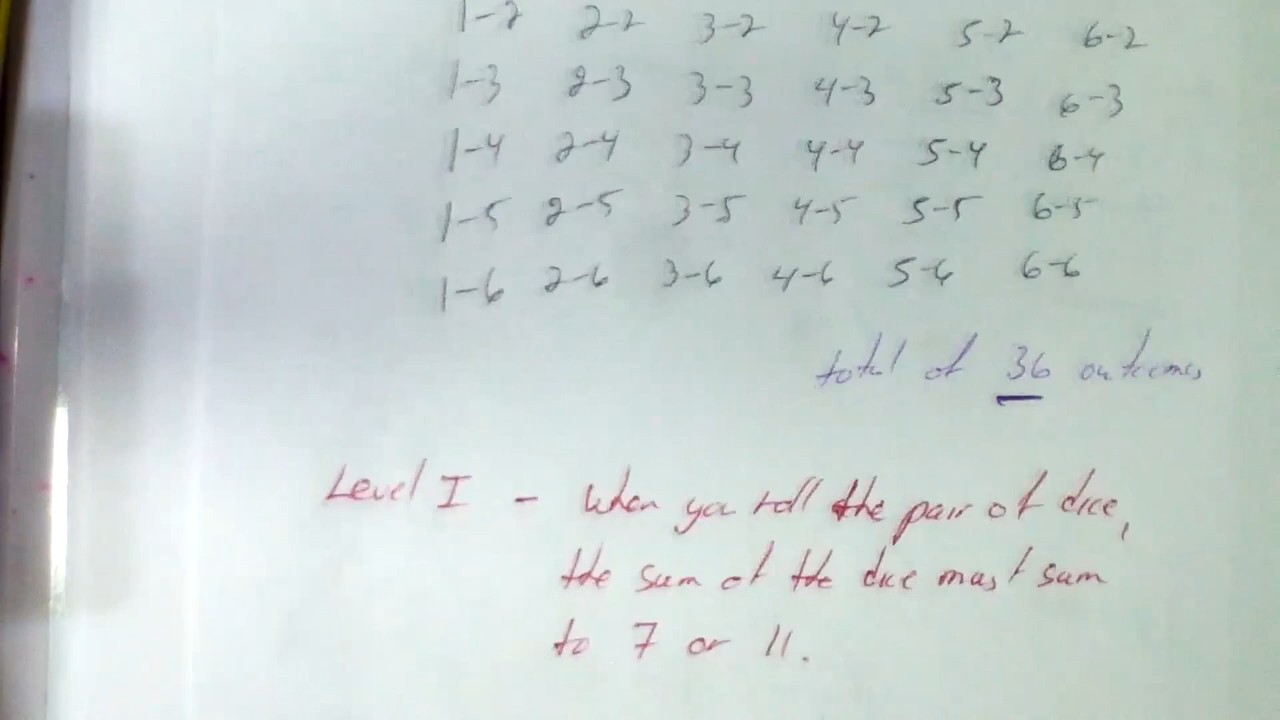 1-2 2-2 3-2 4-2 5-2 6-2
1-3 2-3 3-3 4-3 5-3 6-3
1-4 2-4 3-4 4-4 5-4 6-4
1-5 2-5 3-5 4-5 5-5 6-5
1-6 2-6 3-6 4-6 5-6 6-6
total of 36 outcomes
Level I - When you roll the pair of dice,
the sum of the dice must sum
to 7 or 11.